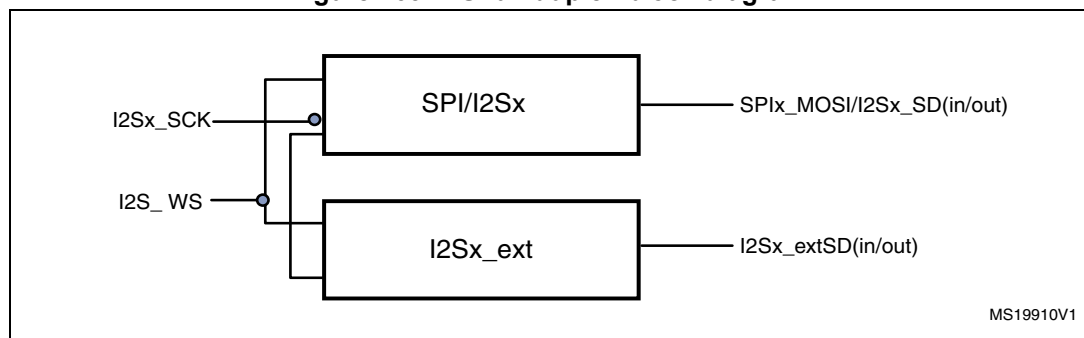 SPI/I2Sx
SPIx_MOSI/I2Sx_SD(in/out)
I2Sx_SCK
I2S_ WS
I2Sx_ext
I2Sx_extSD(in/out)
MS19910V1